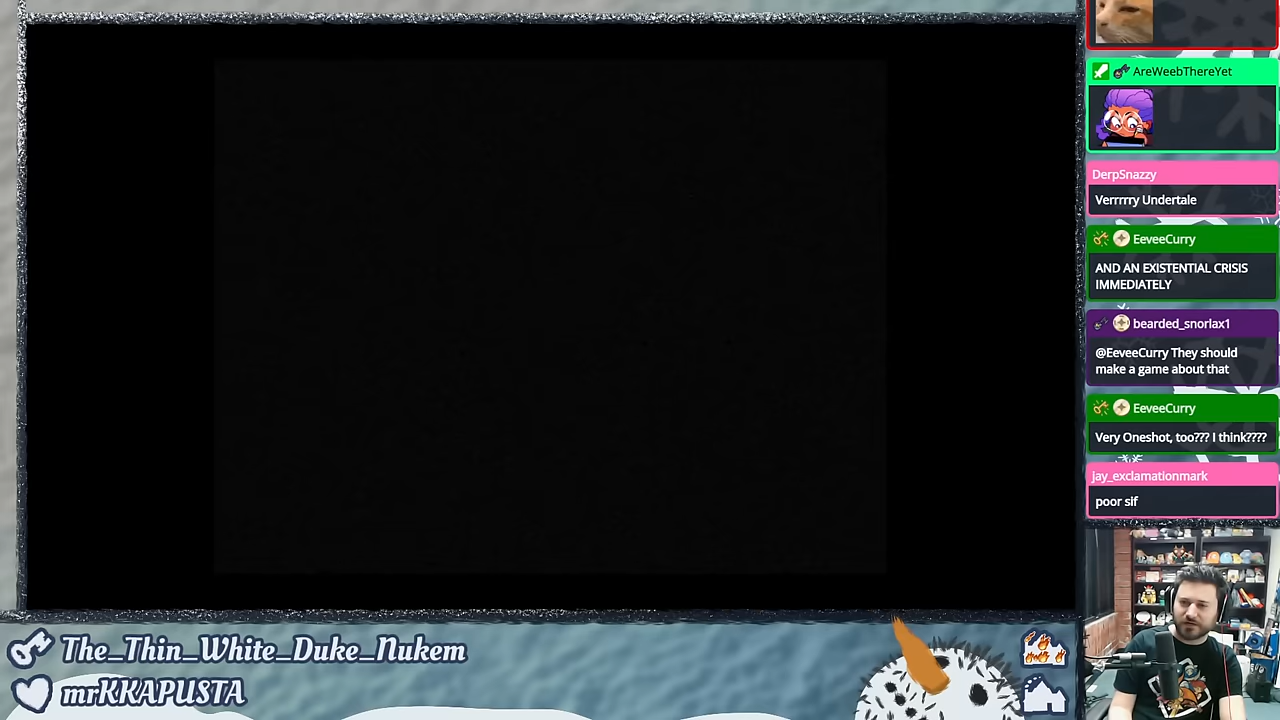 AreWeebThereYet
DerpSnazzy
Verrrrry Undertale
EeveeCurry
AND AN EXISTENTIAL CRISIS
IMMEDIATELY
bearded_snorlax1
@EeveeCurry They should
make a game about that
EeveeCurry
Very Oneshot, too??? I think????
jay_exclamationmark
poor sif
The_Thin_White_Duke_Nukem
mrKKAPUSTA